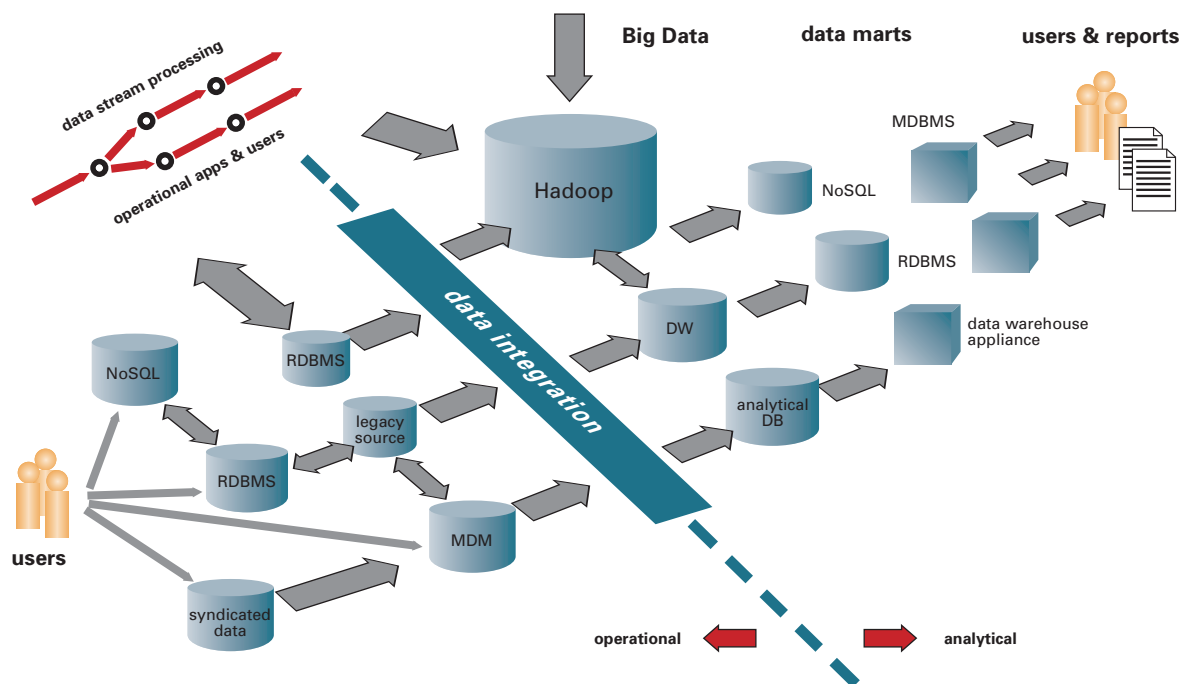 Big Data
data marts
users & reports
data stream processing
operational apps & users
MDBMS
Hadoop
NoSQL
RDBMS
data integration
DW
data warehouse
appliance
RDBMS
NoSQL
analytical
DB
legacy
source
RDBMS
MDM
users
syndicated
data
operational
analytical